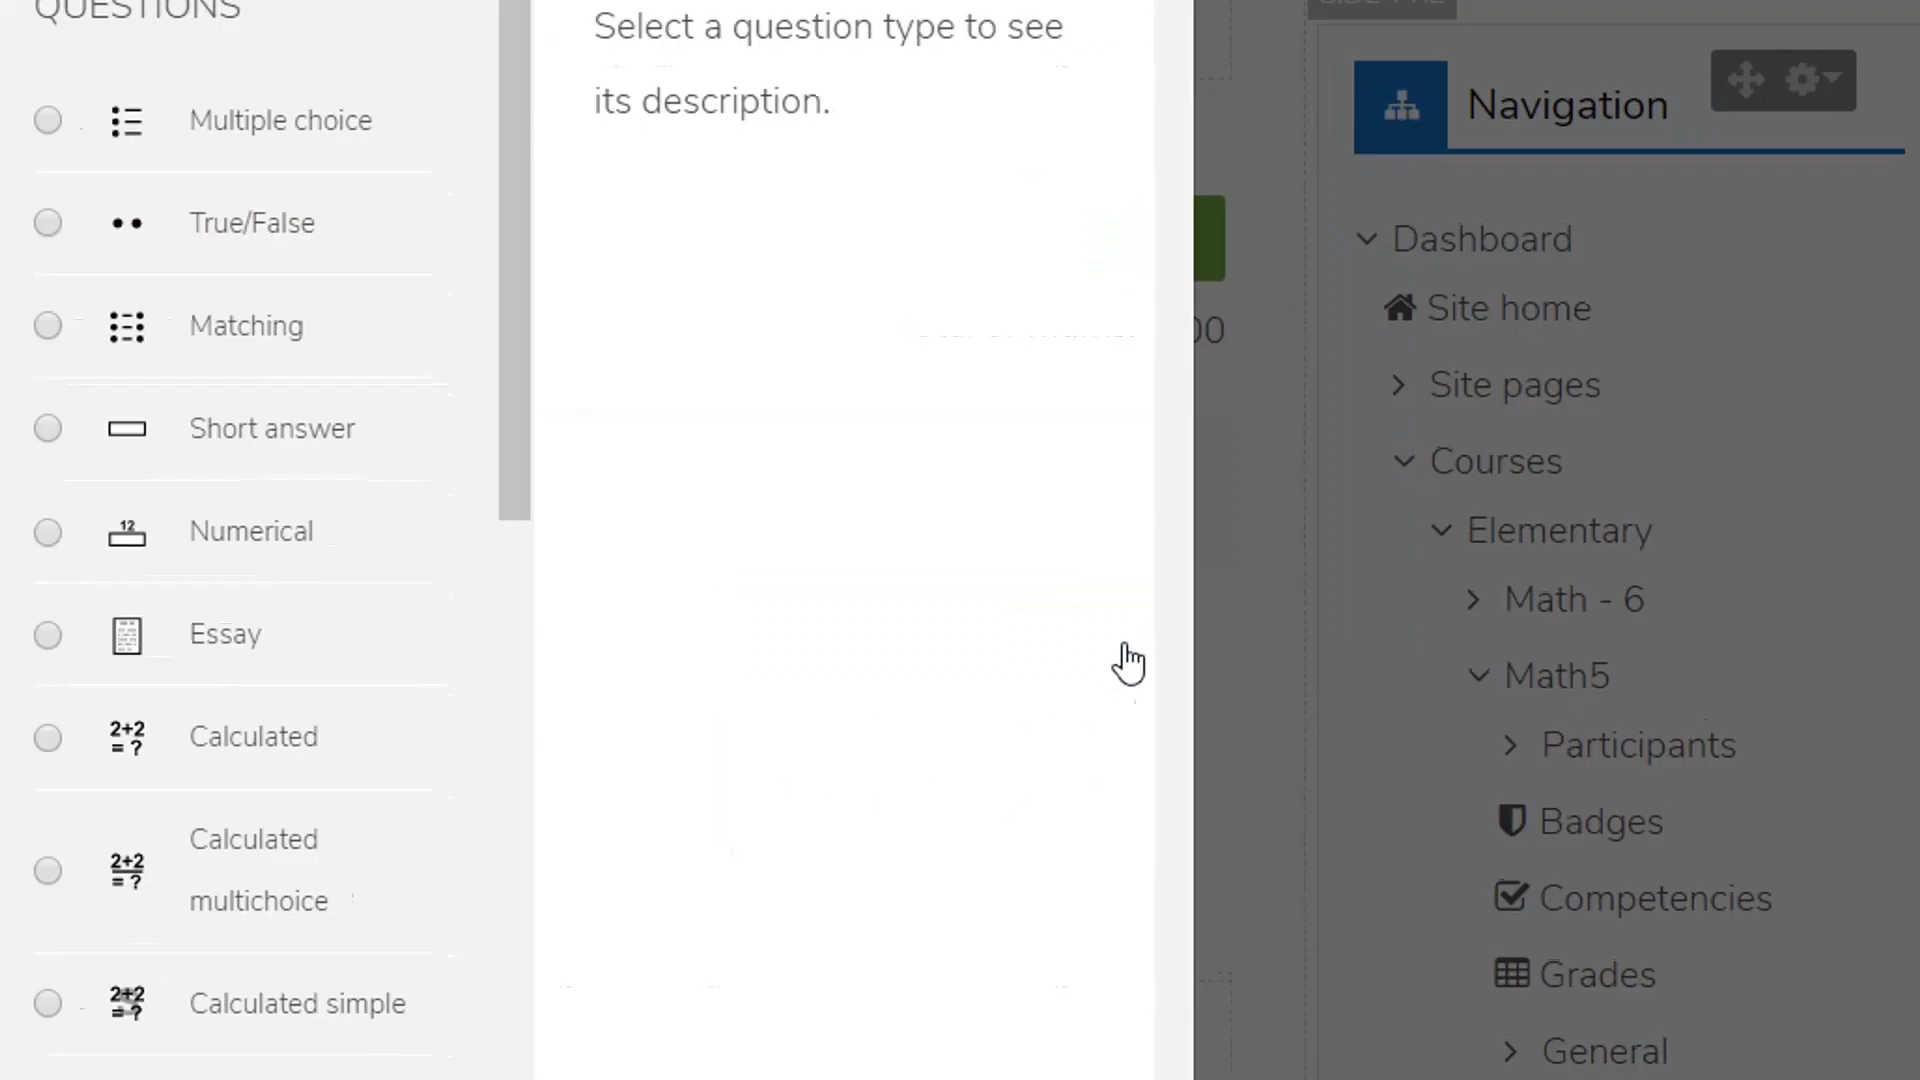 QUESTIONS
Multiple choice
True/False
Matching
Short answer
12
Numerical
Essay
2+2
= ?
Calculated
2+2
= ?
Calculated
multichoice
2+2
= ?
Calculated simple
Select a question type to see
its description.
00
Navigation
Dashboard
Site home
Site pages
Courses
Elementary
Math - 6
Math5
Participants
Badges
Competencies
Grades
General